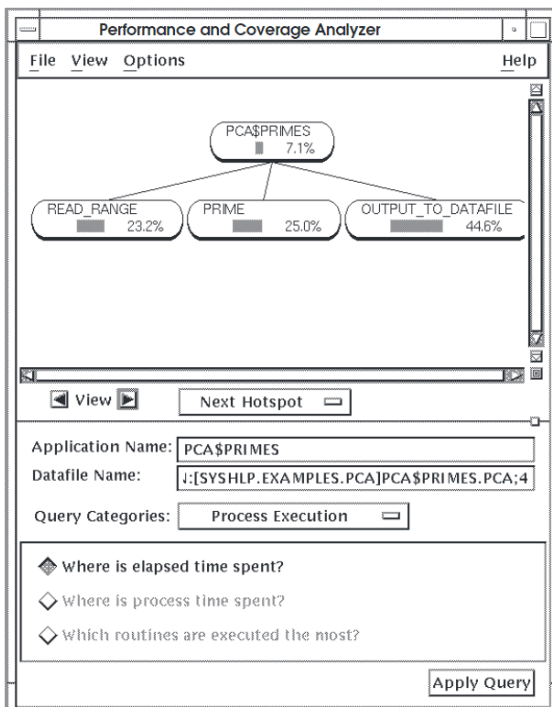 Performance and Coverage Analyzer
File View Options Help
PCA$PRIMES
7.1%
READ_RANGE PRIME OUTPUT_TO_DATAFILE
23.2% 25.0% 44.6%
View Next Hotspot
Application Name: PCA$PRIMES
Datafile Name: :[SYSHLP.EXAMPLES.PCA]PCA$PRIMES.PCA;4
Query Categories: Process Execution
Where is elapsed time spent?
Where is process time spent?
Which routines are executed the most?
Apply Query